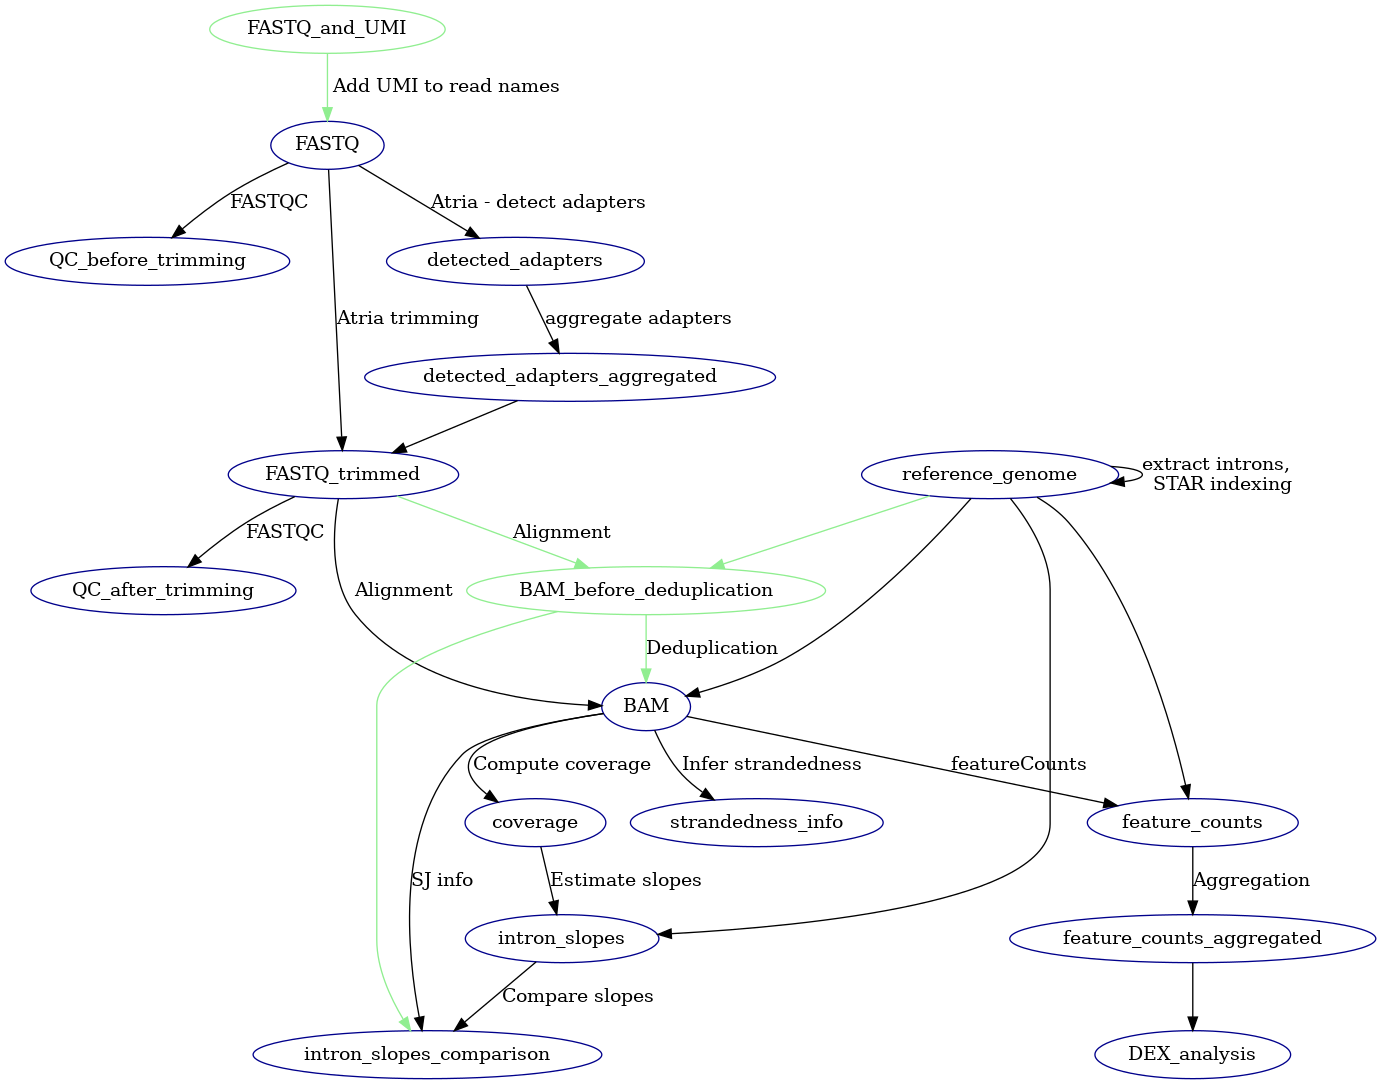 FASTQ_and_UMI
Add UMI to read names
FASTQ
FASTQC
Atria - detect adapters
QC_before_trimming
detected_adapters
Atria trimming
aggregate adapters
detected_adapters_aggregated
FASTQ_trimmed
reference_genome
extract introns,
STAR indexing
FASTQC
Alignment
QC_after_trimming
Alignment
BAM_before_deduplication
Deduplication
BAM
Compute coverage
Infer strandedness
featureCounts
coverage
strandedness_info
feature_counts
SJ info
Estimate slopes
Aggregation
intron_slopes
feature_counts_aggregated
Compare slopes
intron_slopes_comparison
DEX_analysis